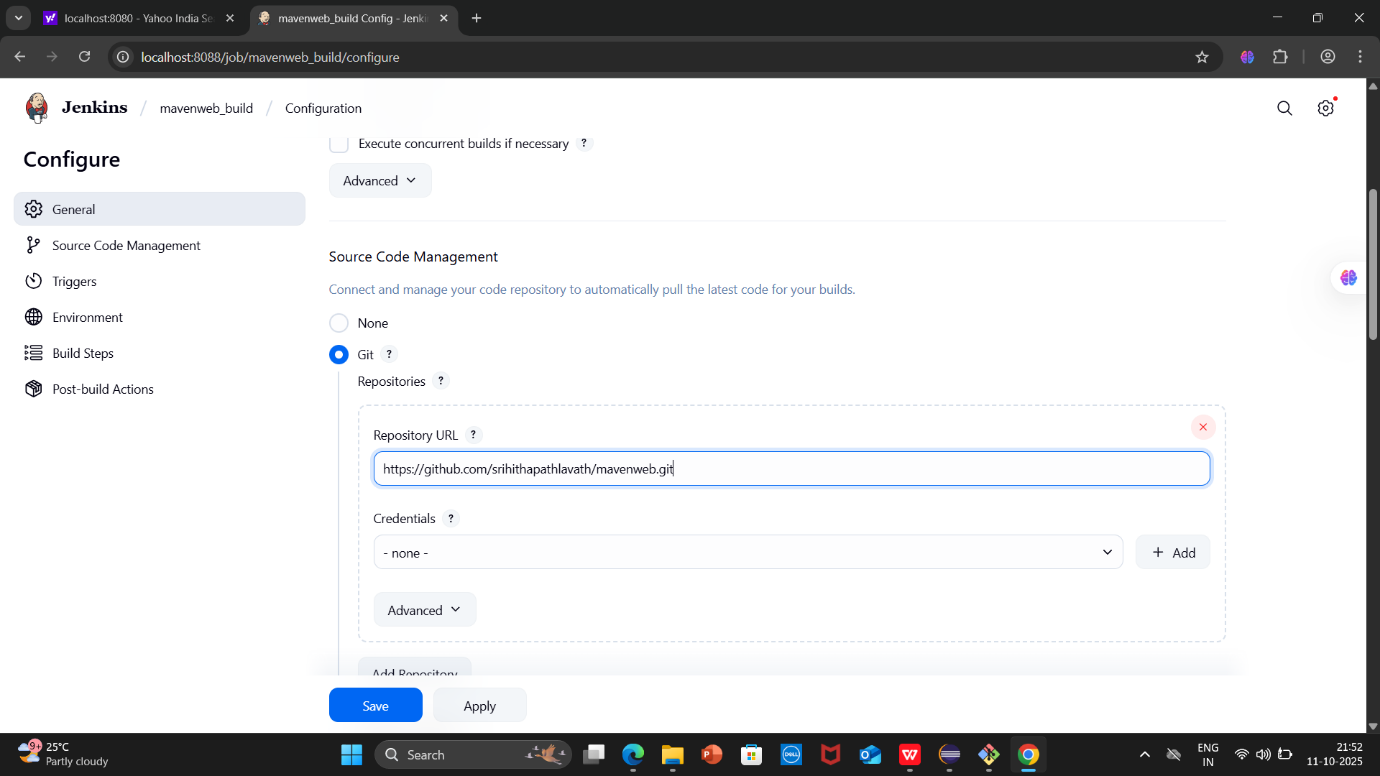 localhost:8080 - Yahoo India Se
mavenweb_build Config - Jenki
localhost:8088/job/mavenweb_build/configure
Jenkins / mavenweb_build / Configuration
Configure
General
Source Code Management
Triggers
Environment
Build Steps
Post-build Actions
Execute concurrent builds if necessary ?
Advanced
Source Code Management
Connect and manage your code repository to automatically pull the latest code for your builds.
None
Git ?
Repositories ?
Repository URL ?
https://github.com/srihithapathlavath/mavenweb.git
Credentials ?
- none -
+ Add
Advanced
Add Repository
Save
Apply
9+
25°C
Partly cloudy
Search
DELL
ENG
IN
21:52
11-10-2025